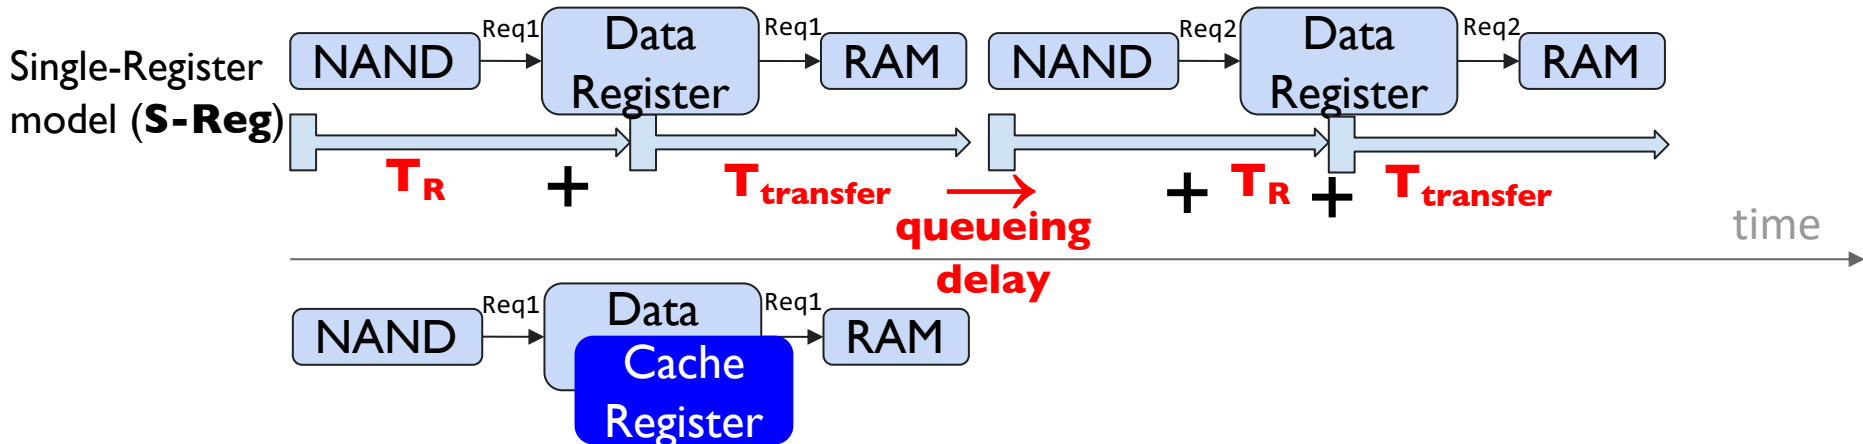 Single-Register
model (S-Reg)
NAND
Req1
Data
Register
Req1
RAM
NAND
Req2
Data
Register
Req2
RAM
TR
+
Ttransfer
queueing
delay
+
TR
+
Ttransfer
time
NAND
Req1
Data
Cache
Register
Req1
RAM